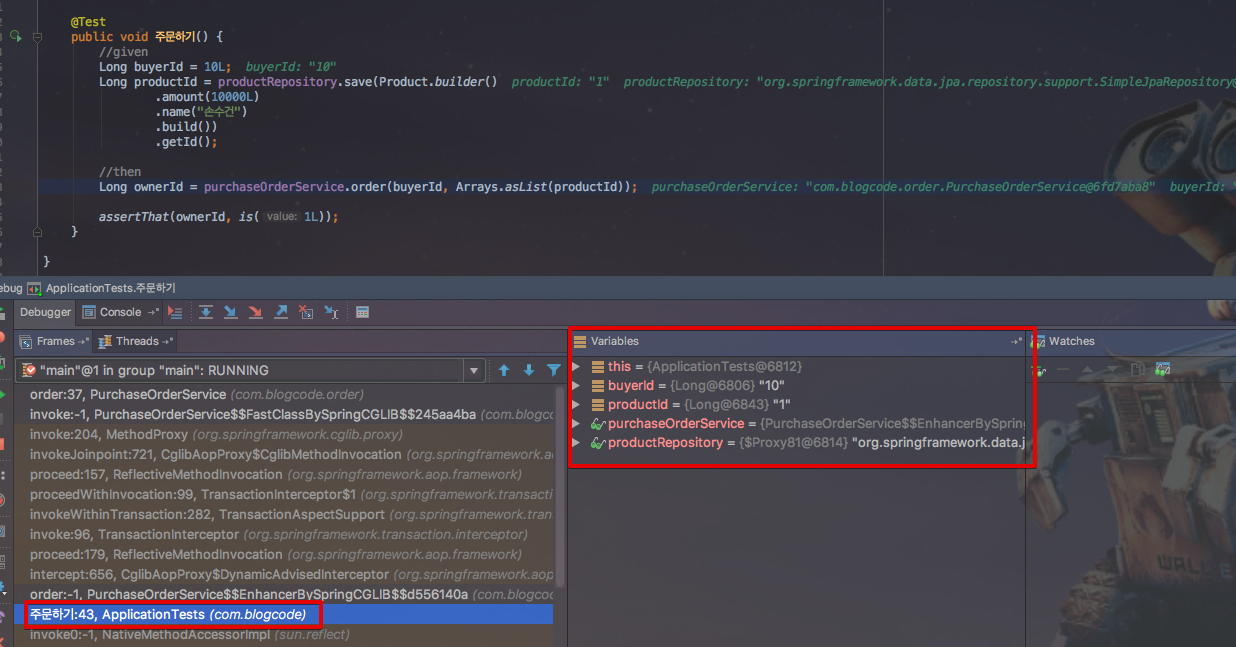 @Test
public void 주문하기() {
//given
Long buyerId = 10L;  buyerId: "10"
Long productId = productRepository.save(Product.builder()  productId: "1"  productRepository: "org.springframework.data.jpa.repository.support.SimpleJpaRepository@
.amount(10000L)
.name("손수건")
.build())
.getId();
//then
Long ownerId = purchaseOrderService.order(buyerId, Arrays.asList(productId));  purchaseOrderService: "com.blogcode.order.PurchaseOrderService@6fd7aba8"  buyerId: "
assertThat(ownerId, is( value: 1L));
}
}
ebug ApplicationTests.주문하기
Debugger Console
Frames Threads Variables Watches
"main"@1 in group "main": RUNNING
this = {ApplicationTests@6812}
buyerId = {Long@6806} "10"
productId = {Long@6843} "1"
purchaseOrderService = {PurchaseOrderService$$EnhancerBySpring
productRepository = {$Proxy81@6814} "org.springframework.data.j
order:37, PurchaseOrderService (com.blogcode.order)
invoke:-1, PurchaseOrderService$$FastClassBySpringCGLIB$$245aa4ba (com.blogco
invoke:204, MethodProxy (org.springframework.cglib.proxy)
invokeJoinpoint:721, CglibAopProxy$CglibMethodInvocation (org.springframework.a
proceed:157, ReflectiveMethodInvocation (org.springframework.aop.framework)
proceedWithInvocation:99, TransactionInterceptor$1 (org.springframework.transacti
invokeWithinTransaction:282, TransactionAspectSupport (org.springframework.tran
invoke:96, TransactionInterceptor (org.springframework.transaction.interceptor)
proceed:179, ReflectiveMethodInvocation (org.springframework.aop.framework)
intercept:656, CglibAopProxy$DynamicAdvisedInterceptor (org.springframework.aop
order:-1, PurchaseOrderService$$EnhancerBySpringCGLIB$$d556140a (com.blogco
주문하기:43, ApplicationTests (com.blogcode)
invoke0:-1, NativeMethodAccessorImpl (sun.reflect)